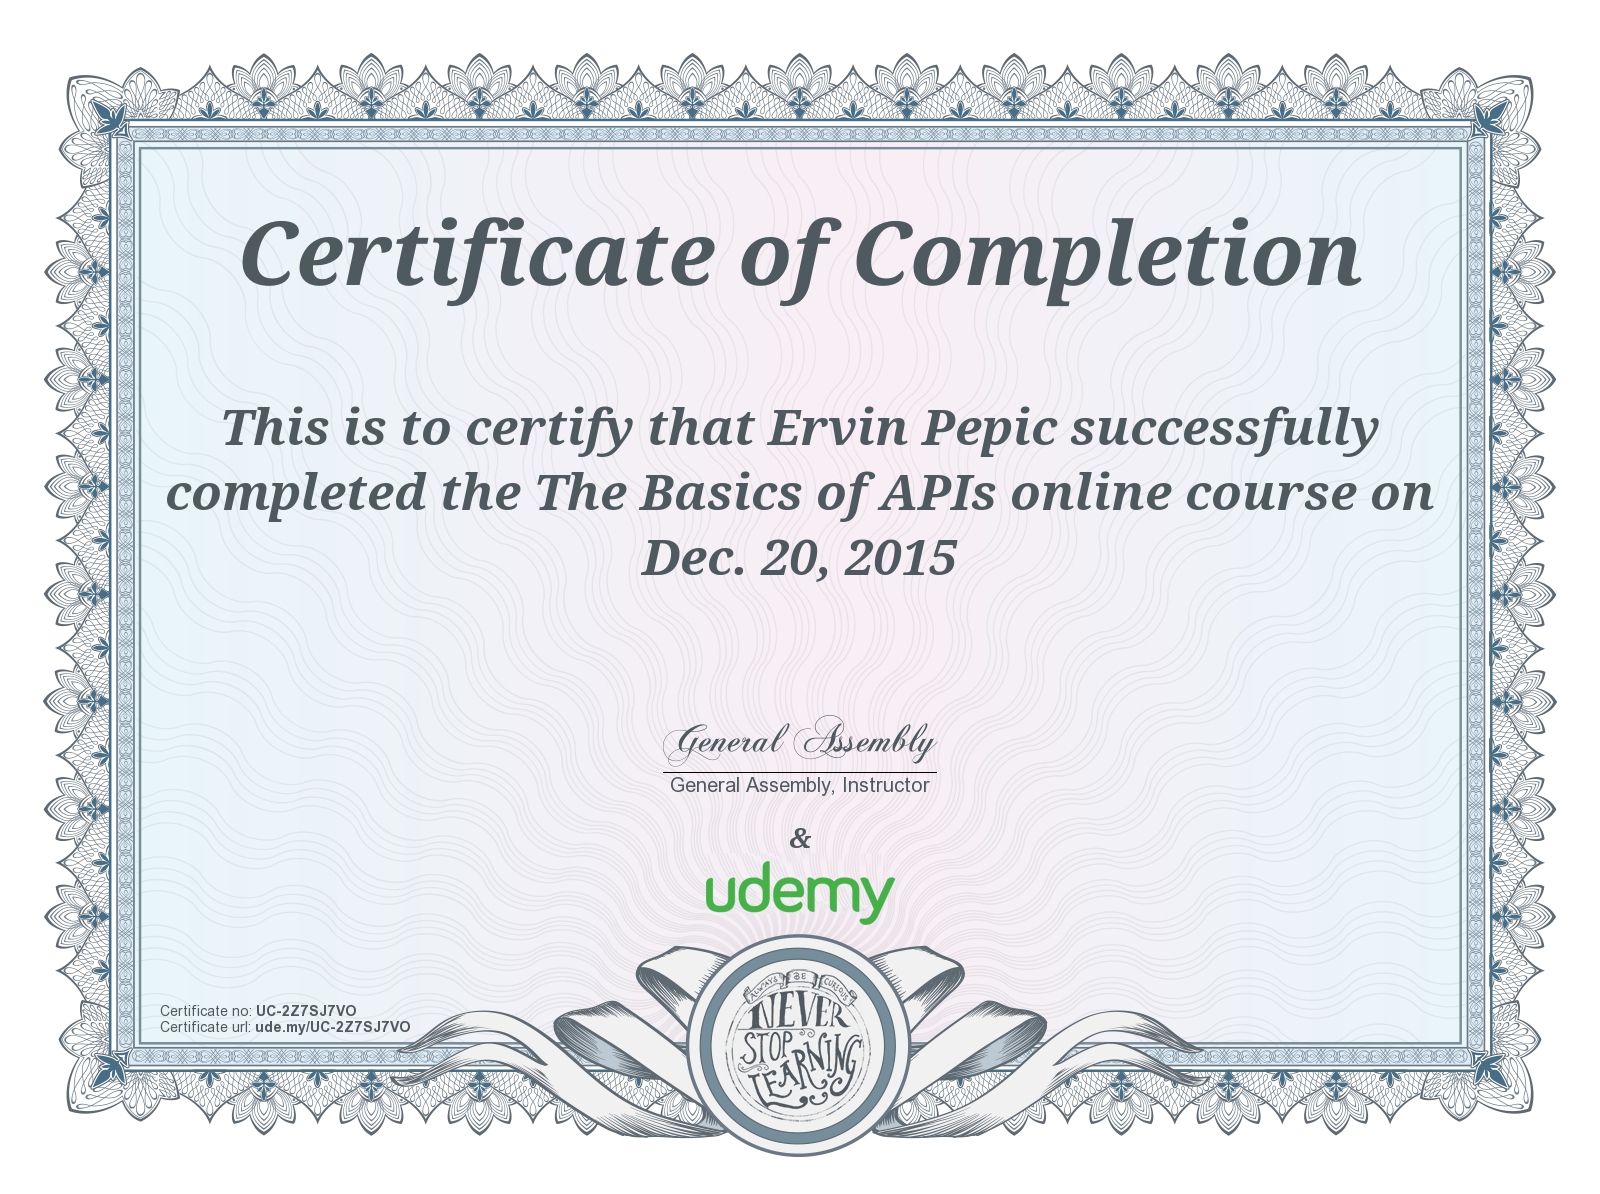 Certificate of Completion
This is to certify that Ervin Pepic successfully
completed the The Basics of APIs online course on
Dec. 20, 2015
General Assembly
General Assembly, Instructor
&
udemy
Certificate no: UC-2Z7SJ7VO
Certificate url: ude.my/UC-2Z7SJ7VO
ALWAYS BE CURIOUS
NEVER
STOP
LEARNING